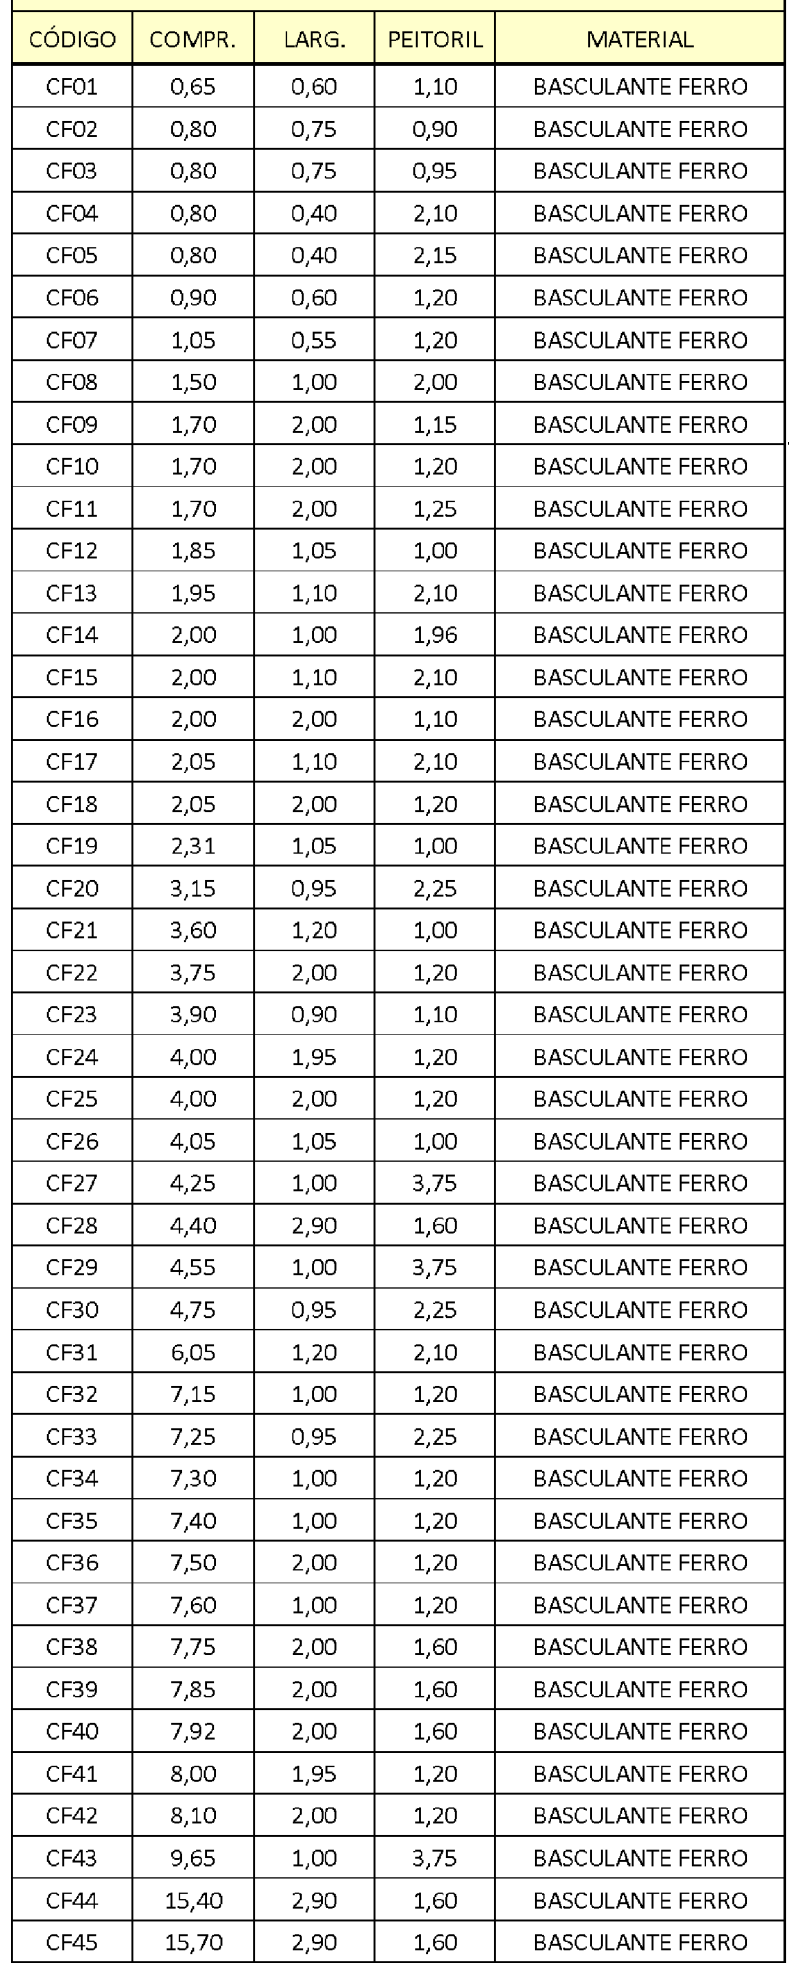 CÓDIGO COMPR. LARG. PEITORIL MATERIAL
CF01 0,65 0,60 1,10 BASCULANTE FERRO
CF02 0,80 0,75 0,90 BASCULANTE FERRO
CF03 0,80 0,75 0,95 BASCULANTE FERRO
CF04 0,80 0,40 2,10 BASCULANTE FERRO
CF05 0,80 0,40 2,15 BASCULANTE FERRO
CF06 0,90 0,60 1,20 BASCULANTE FERRO
CF07 1,05 0,55 1,20 BASCULANTE FERRO
CF08 1,50 1,00 2,00 BASCULANTE FERRO
CF09 1,70 2,00 1,15 BASCULANTE FERRO
CF10 1,70 2,00 1,20 BASCULANTE FERRO
CF11 1,70 2,00 1,25 BASCULANTE FERRO
CF12 1,85 1,05 1,00 BASCULANTE FERRO
CF13 1,95 1,10 2,10 BASCULANTE FERRO
CF14 2,00 1,00 1,96 BASCULANTE FERRO
CF15 2,00 1,10 2,10 BASCULANTE FERRO
CF16 2,00 2,00 1,10 BASCULANTE FERRO
CF17 2,05 1,10 2,10 BASCULANTE FERRO
CF18 2,05 2,00 1,20 BASCULANTE FERRO
CF19 2,31 1,05 1,00 BASCULANTE FERRO
CF20 3,15 0,95 2,25 BASCULANTE FERRO
CF21 3,60 1,20 1,00 BASCULANTE FERRO
CF22 3,75 2,00 1,20 BASCULANTE FERRO
CF23 3,90 0,90 1,10 BASCULANTE FERRO
CF24 4,00 1,95 1,20 BASCULANTE FERRO
CF25 4,00 2,00 1,20 BASCULANTE FERRO
CF26 4,05 1,05 1,00 BASCULANTE FERRO
CF27 4,25 1,00 3,75 BASCULANTE FERRO
CF28 4,40 2,90 1,60 BASCULANTE FERRO
CF29 4,55 1,00 3,75 BASCULANTE FERRO
CF30 4,75 0,95 2,25 BASCULANTE FERRO
CF31 6,05 1,20 2,10 BASCULANTE FERRO
CF32 7,15 1,00 1,20 BASCULANTE FERRO
CF33 7,25 0,95 2,25 BASCULANTE FERRO
CF34 7,30 1,00 1,20 BASCULANTE FERRO
CF35 7,40 1,00 1,20 BASCULANTE FERRO
CF36 7,50 2,00 1,20 BASCULANTE FERRO
CF37 7,60 1,00 1,20 BASCULANTE FERRO
CF38 7,75 2,00 1,60 BASCULANTE FERRO
CF39 7,85 2,00 1,60 BASCULANTE FERRO
CF40 7,92 2,00 1,60 BASCULANTE FERRO
CF41 8,00 1,95 1,20 BASCULANTE FERRO
CF42 8,10 2,00 1,20 BASCULANTE FERRO
CF43 9,65 1,00 3,75 BASCULANTE FERRO
CF44 15,40 2,90 1,60 BASCULANTE FERRO
CF45 15,70 2,90 1,60 BASCULANTE FERRO